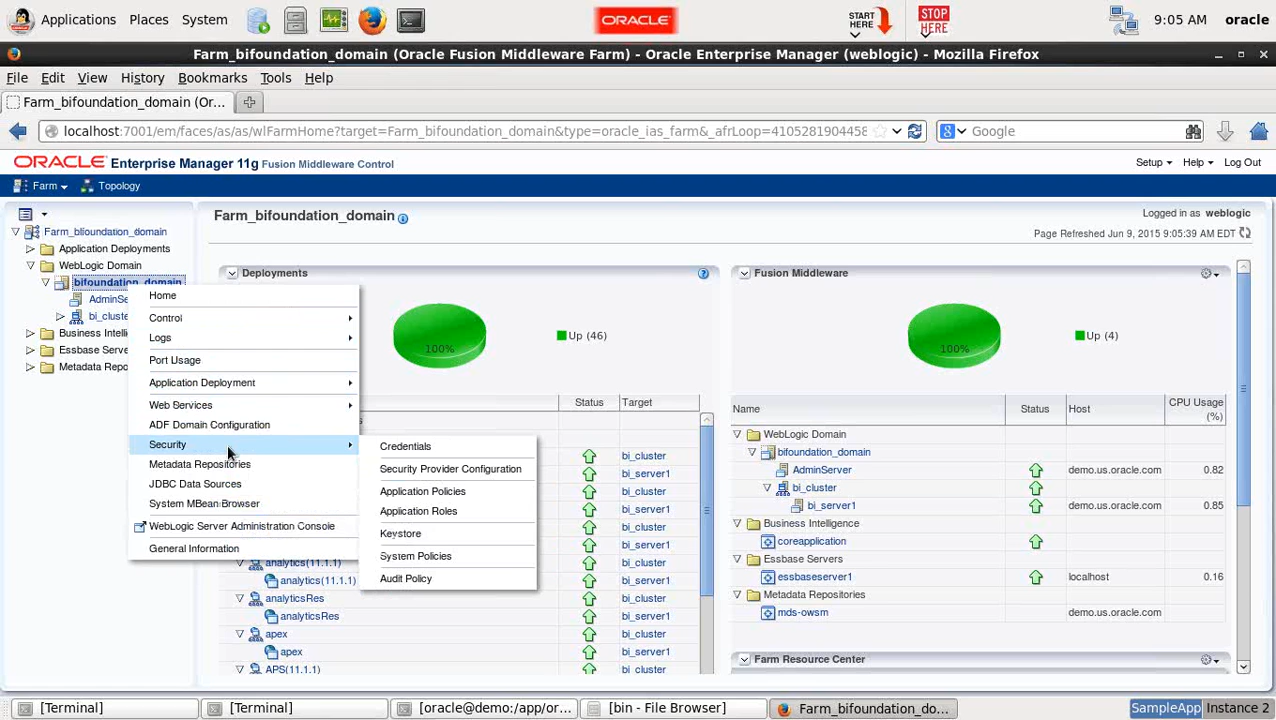 Applications Places System
ORACLE
START HERE
STOP HERE
9:05 AM oracle
Farm_bifoundation_domain (Oracle Fusion Middleware Farm) - Oracle Enterprise Manager (weblogic) - Mozilla Firefox
File Edit View History Bookmarks Tools Help
Farm_bifoundation_domain (Or...
localhost:7001/em/faces/as/as/wlFarmHome?target=Farm_bifoundation_domain&type=oracle_ias_farm&_afrLoop=4105281904458
Google
ORACLE Enterprise Manager 11g Fusion Middleware Control
Setup Help Log Out
Farm Topology
Farm_bifoundation_domain
Logged in as weblogic
Page Refreshed Jun 9, 2015 9:05:39 AM EDT
Farm_bifoundation_domain
Application Deployments
WebLogic Domain
bifoundation_domain
AdminSe
bi_cluste
Business Intellig
Essbase Serve
Metadata Repo
Home
Control
Logs
Port Usage
Application Deployment
Web Services
ADF Domain Configuration
Security
Metadata Repositories
JDBC Data Sources
System MBean Browser
WebLogic Server Administration Console
General Information
Credentials
Security Provider Configuration
Application Policies
Application Roles
Keystore
System Policies
Audit Policy
Deployments
100%
Up (46)
Status Target
bi_cluster
bi_server1
bi_cluster
bi_server1
bi_cluster
bi_server1
analytics(11.1.1) bi_cluster
analytics(11.1.1) bi_server1
analyticsRes bi_cluster
analyticsRes bi_server1
apex bi_cluster
apex bi_server1
APS(11.1.1) bi_cluster
Fusion Middleware
100%
Up (4)
Name Status Host CPU Usage (%)
WebLogic Domain
bifoundation_domain
AdminServer demo.us.oracle.com 0.82
bi_cluster
bi_server1 demo.us.oracle.com 0.85
Business Intelligence
coreapplication
Essbase Servers
essbaseserver1 localhost 0.16
Metadata Repositories
mds-owsm demo.us.oracle.com
Farm Resource Center
[Terminal]
[Terminal]
[oracle@demo:/app/or...
[bin - File Browser]
Farm_bifoundation_do...
SampleApp Instance 2